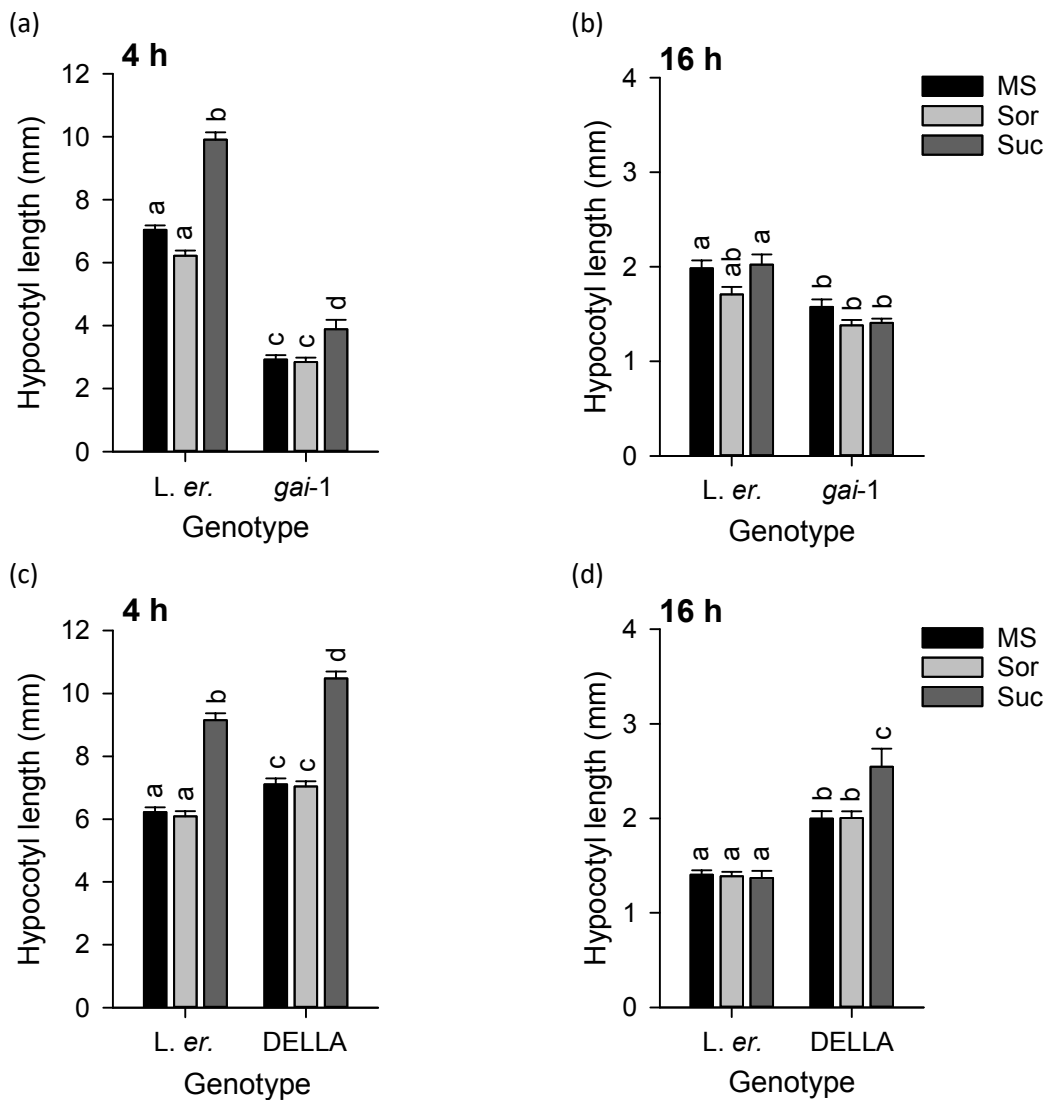 (a)
4 h
Hypocotyl length (mm)
12
10
8
6
4
2
0
a
a
b
c
c
d
L. er.
gai-1
Genotype
(b)
16 h
Hypocotyl length (mm)
4
3
2
1
0
a
ab
a
b
b
b
L. er.
gai-1
Genotype
MS
Sor
Suc
(c)
4 h
Hypocotyl length (mm)
12
10
8
6
4
2
0
a
a
b
c
c
d
L. er.
DELLA
Genotype
(d)
16 h
Hypocotyl length (mm)
4
3
2
1
0
a
a
a
b
b
c
L. er.
DELLA
Genotype
MS
Sor
Suc